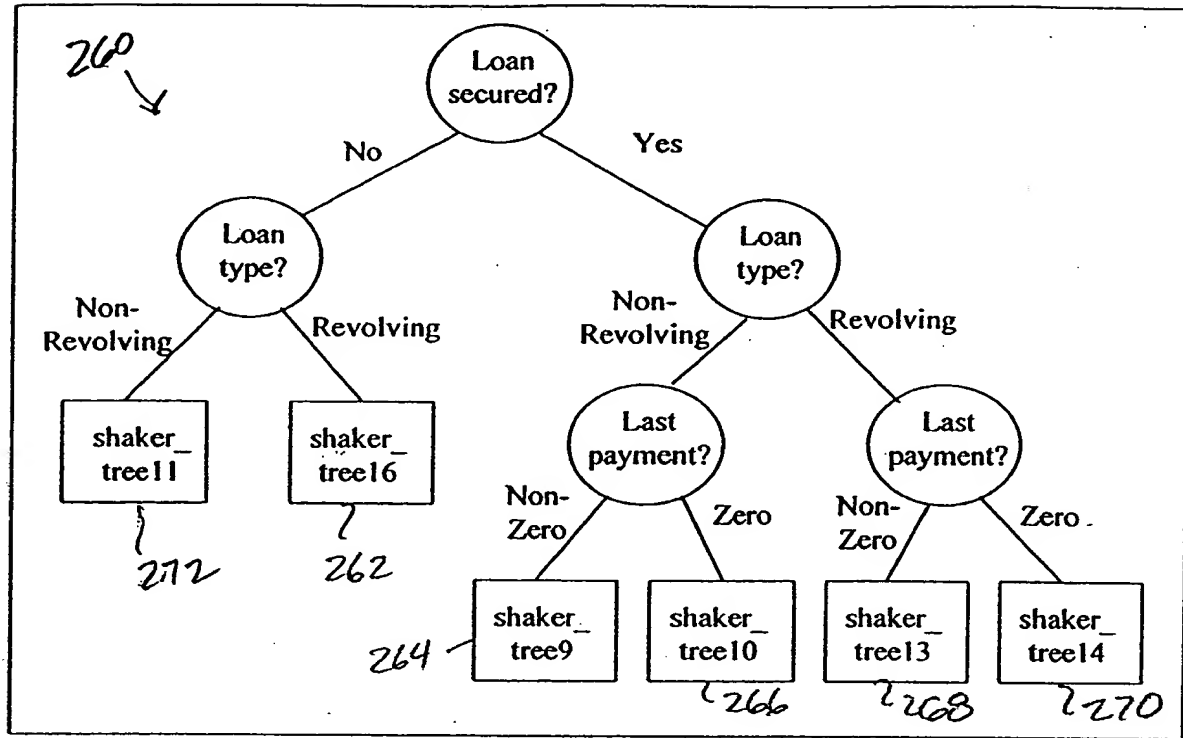 260
Loan
secured?
No
Yes
Loan
type?
Loan
type?
Non-
Revolving
Revolving
Non-
Revolving
Revolving
shaker_
tree11
shaker_
tree16
Last
payment?
Last
payment?
272
262
Non-
Zero
Zero
Non-
Zero
Zero
264
shaker_
tree9
shaker_
tree10
shaker_
tree13
shaker_
tree14
266
268
270